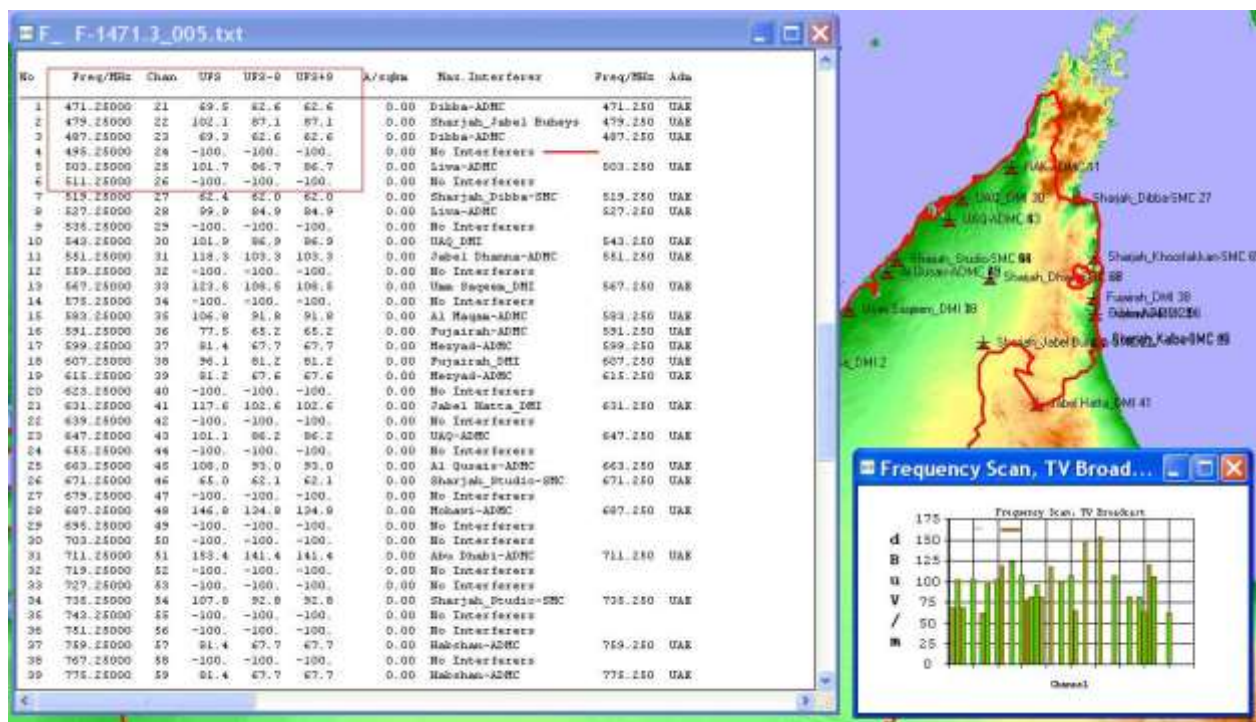 F_ F-1471.3_005.txt
No Freq/MHz Chan UFS UFS-0 UFS+0 A/sqkm Max.Interferer Freq/MHz Adm
1 471.25000 21 69.5 62.6 62.6 0.00 Dibba-ADMC 471.250 UAE
2 479.25000 22 102.1 87.1 87.1 0.00 Sharjah_Jabel Buheys 479.250 UAE
3 487.25000 23 69.3 62.6 62.6 0.00 Dibba-ADMC 487.250 UAE
4 495.25000 24 -100. -100. -100. 0.00 No Interferers
5 503.25000 25 101.7 86.7 86.7 0.00 Liwa-ADMC 503.250 UAE
6 511.25000 26 -100. -100. -100. 0.00 No Interferers
7 519.25000 27 62.4 62.0 62.0 0.00 Sharjah_Dibba-SMC 519.250 UAE
8 527.25000 28 99.9 84.9 84.9 0.00 Liwa-ADMC 527.250 UAE
9 535.25000 29 -100. -100. -100. 0.00 No Interferers
10 543.25000 30 101.9 86.9 86.9 0.00 UAQ_DMI 543.250 UAE
11 551.25000 31 118.3 103.3 103.3 0.00 Jabel Dhanna-ADMC 551.250 UAE
12 559.25000 32 -100. -100. -100. 0.00 No Interferers
13 567.25000 33 123.5 108.5 108.5 0.00 Umm Suqeem_DMI 567.250 UAE
14 575.25000 34 -100. -100. -100. 0.00 No Interferers
15 583.25000 35 106.8 91.8 91.8 0.00 Al Maqam-ADMC 583.250 UAE
16 591.25000 36 77.5 65.2 65.2 0.00 Fujairah-ADMC 591.250 UAE
17 599.25000 37 81.4 67.7 67.7 0.00 Mezyad-ADMC 599.250 UAE
18 607.25000 38 96.1 81.2 81.2 0.00 Fujairah_DMI 607.250 UAE
19 615.25000 39 81.2 67.6 67.6 0.00 Mezyad-ADMC 615.250 UAE
20 623.25000 40 -100. -100. -100. 0.00 No Interferers
21 631.25000 41 117.6 102.6 102.6 0.00 Jabel Hatta_DMI 631.250 UAE
22 639.25000 42 -100. -100. -100. 0.00 No Interferers
23 647.25000 43 101.1 86.2 86.2 0.00 UAQ-ADMC 647.250 UAE
24 655.25000 44 -100. -100. -100. 0.00 No Interferers
25 663.25000 45 108.0 93.0 93.0 0.00 Al Qusais-ADMC 663.250 UAE
26 671.25000 46 65.0 62.1 62.1 0.00 Sharjah_Studio-SMC 671.250 UAE
27 679.25000 47 -100. -100. -100. 0.00 No Interferers
28 687.25000 48 146.8 134.8 134.8 0.00 Mohawi-ADMC 687.250 UAE
29 695.25000 49 -100. -100. -100. 0.00 No Interferers
30 703.25000 50 -100. -100. -100. 0.00 No Interferers
31 711.25000 51 153.4 141.4 141.4 0.00 Abu Dhabi-ADMC 711.250 UAE
32 719.25000 52 -100. -100. -100. 0.00 No Interferers
33 727.25000 53 -100. -100. -100. 0.00 No Interferers
34 735.25000 54 107.8 92.8 92.8 0.00 Sharjah_Studio-SMC 735.250 UAE
35 743.25000 55 -100. -100. -100. 0.00 No Interferers
36 751.25000 56 -100. -100. -100. 0.00 No Interferers
37 759.25000 57 81.4 67.7 67.7 0.00 Habshan-ADMC 759.250 UAE
38 767.25000 58 -100. -100. -100. 0.00 No Interferers
39 775.25000 59 81.4 67.7 67.7 0.00 Habshan-ADMC 775.250 UAE
UAQ_DMI 30
Sharjah_Dibba-SMC 27
UAQ-ADMC 43
Sharjah_Studio-SMC
Sharjah_Khorfakkan-SMC
Fujairah_DMI 38
Jabel Hatta_DMI 41
Frequency Scan, TV Broad...
Frequency Scan, TV Broadcast
dBuV/m
175
150
125
100
75
50
25
0
Channel